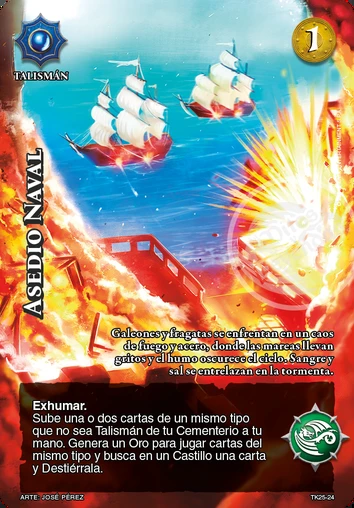 1
TALISMÁN
ASEDIO NAVAL
Galeones y fragatas se enfrentan en un caos
de fuego y acero, donde las mareas llevan
gritos y el humo oscurece el cielo. Sangre y
sal se entrelazan en la tormenta.
Exhumar.
Sube una o dos cartas de un mismo tipo
que no sea Talismán de tu Cementerio a tu
mano. Genera un Oro para jugar cartas del
mismo tipo y busca en un Castillo una carta
y Destiérrala.
ARTE: JOSÉ PÉREZ
TK25-24